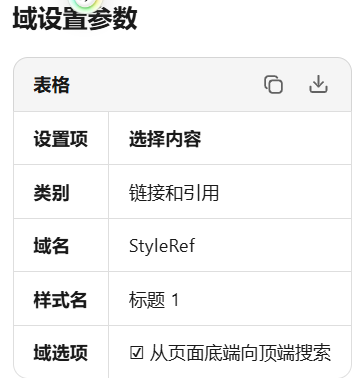 域设置参数
表格
设置项 选择内容
类别 链接和引用
域名 StyleRef
样式名 标题 1
域选项 ☑ 从页面底端向顶端搜索